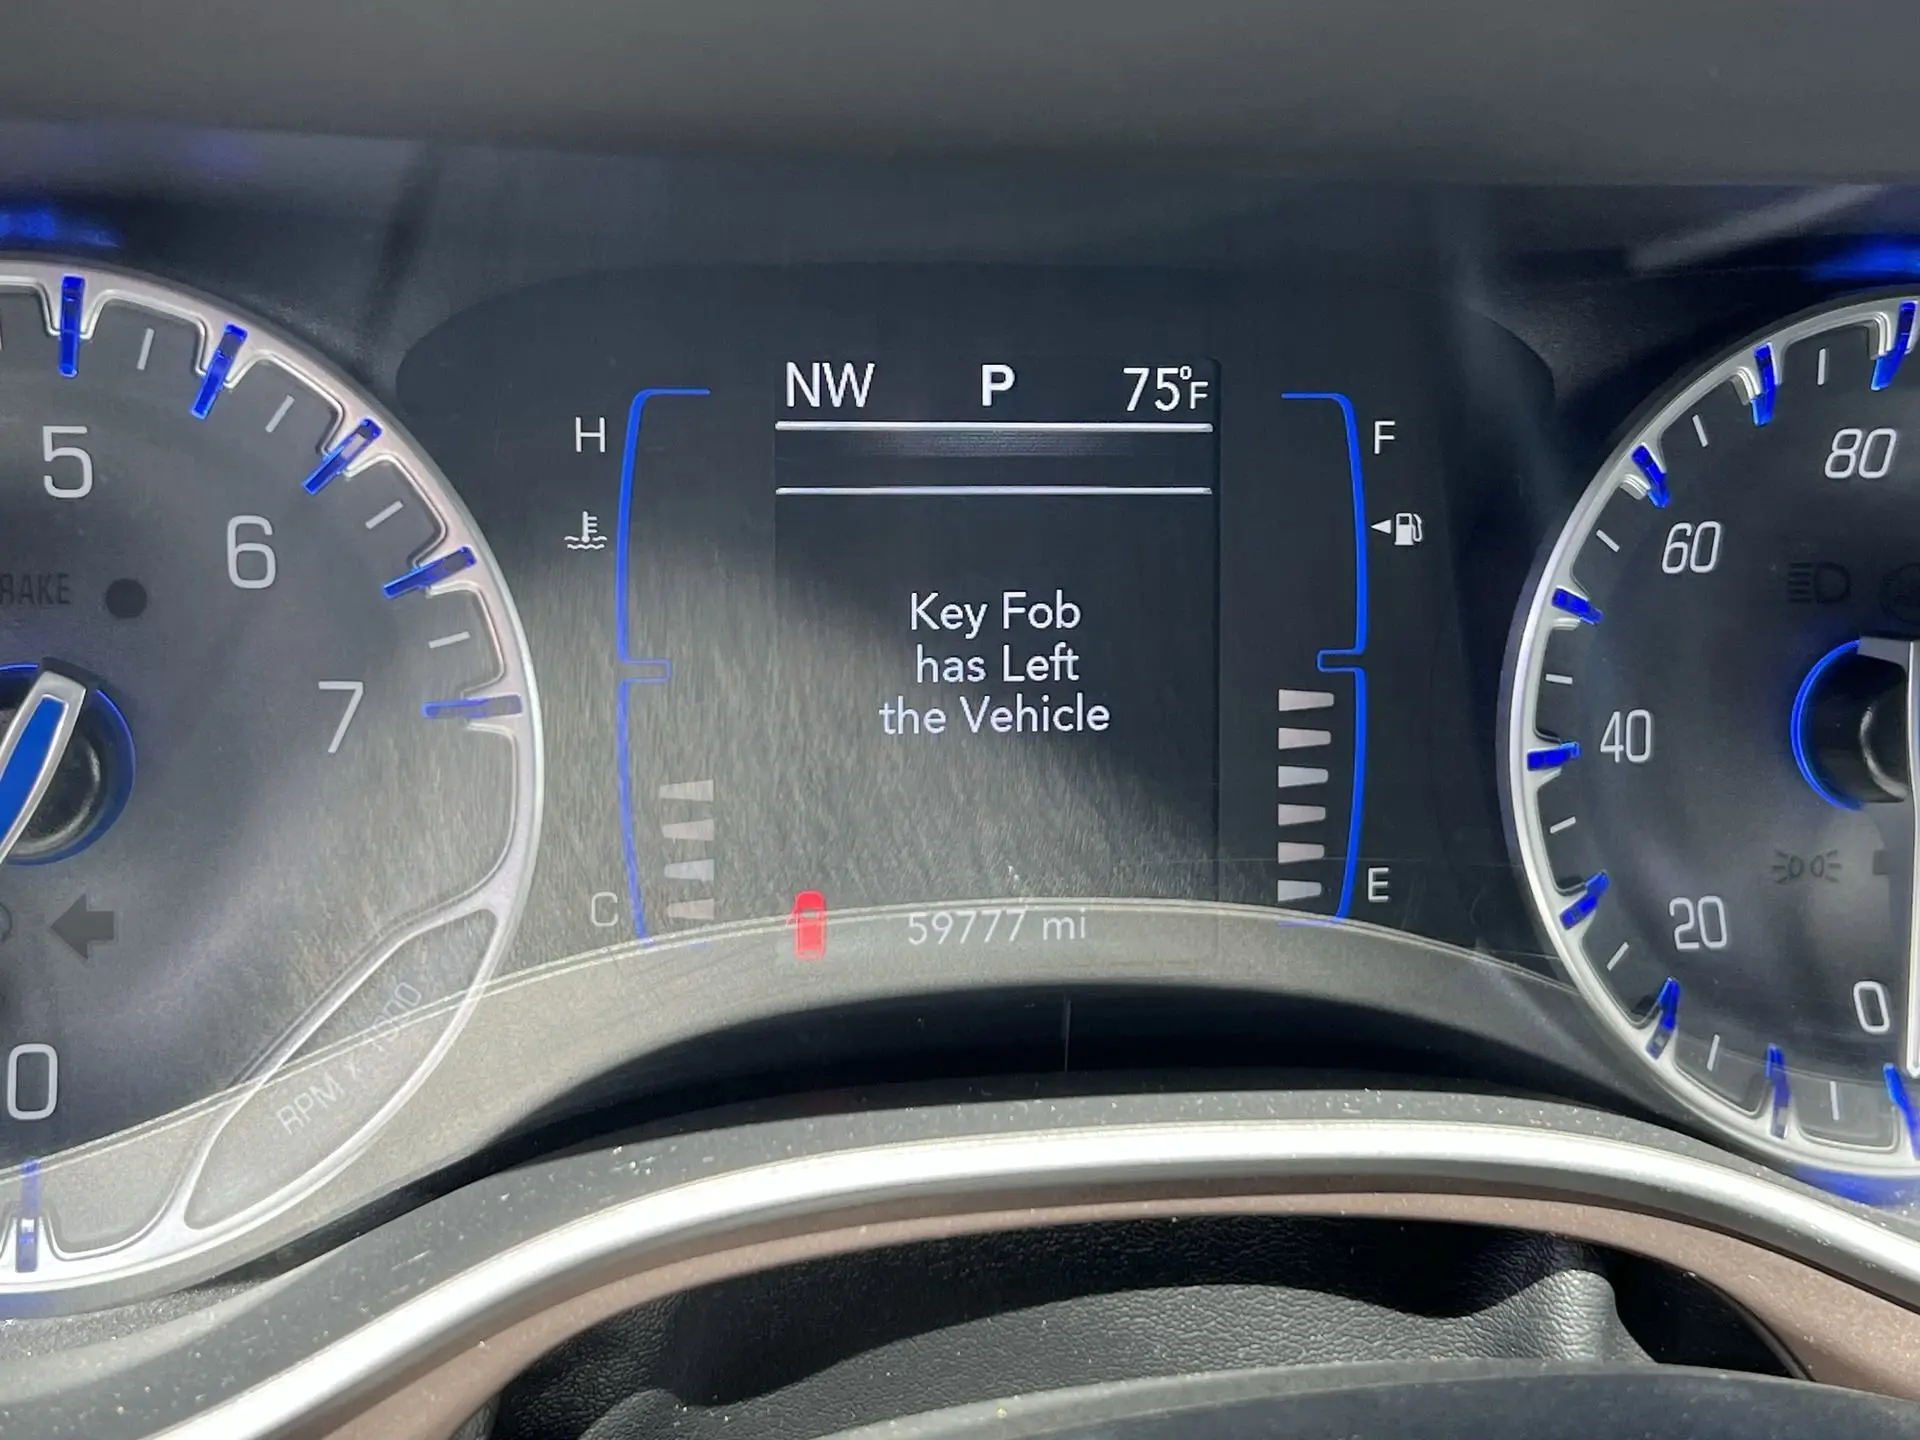 NW P 75°F
H
F
5
6
7
0
BRAKE
RPM X 1000
C
E
Key Fob
has Left
the Vehicle
59777 mi
80
60
40
20
0